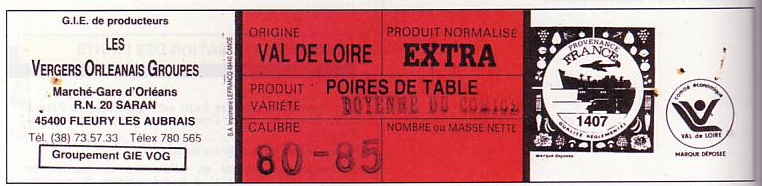 G.I.E. de producteurs
LES
VERGERS ORLEANAIS GROUPES
Marché-Gare d'Orléans
R.N. 20 SARAN
45400 FLEURY LES AUBRAIS
Tél. (38) 73.57.33 Télex 780 565
Groupement GIE VOG
S.A. Imprimerie LEFRANCQ 49440 CANDE
ORIGINE
VAL DE LOIRE
PRODUIT NORMALISÉ
EXTRA
PRODUIT POIRES DE TABLE
VARIÉTÉ DOYENNE DU COMICE
CALIBRE
80-85
NOMBRE ou MASSE NETTE
PROVENANCE
FRANCE
1407
QUALITÉ RÉGLEMENTÉE
marque déposée
comité économique
VAL de LOIRE
MARQUE DÉPOSÉE